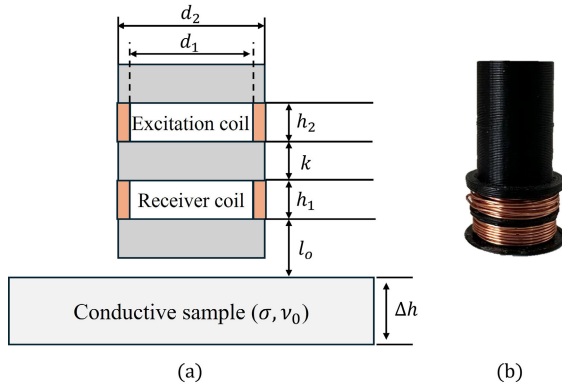 d₂
d₁
Excitation coil
h₂
k
Receiver coil
h₁
lₒ
Conductive sample (σ, ν₀)
Δh
(a)
(b)